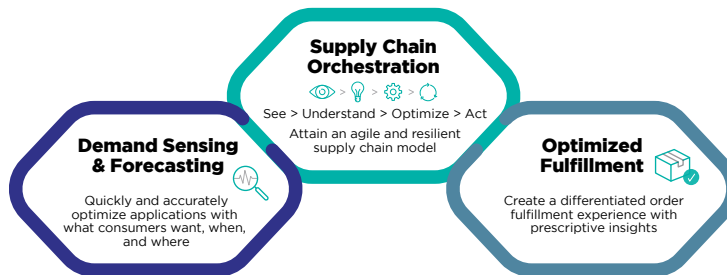 Supply Chain
Orchestration
> > >
See > Understand > Optimize > Act
Attain an agile and resilient
supply chain model
Demand Sensing
& Forecasting
Quickly and accurately
optimize applications with
what consumers want, when,
and where
Optimized
Fulfillment
Create a differentiated order
fulfillment experience with
prescriptive insights